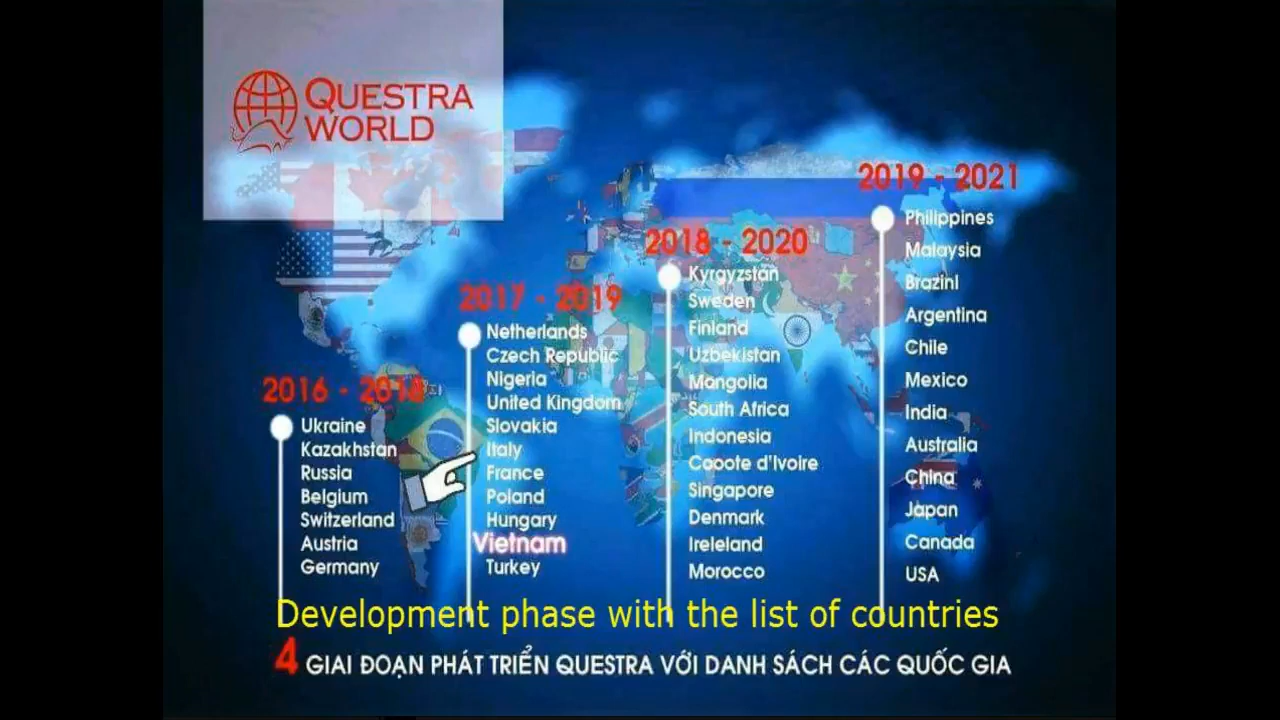 QUESTRA
WORLD
2016 - 2018
Ukraine
Kazakhstan
Russia
Belgium
Switzerland
Austria
Germany
2017 - 2019
Netherlands
Czech Republic
Nigeria
United Kingdom
Slovakia
Italy
France
Poland
Hungary
Vietnam
Turkey
2018 - 2020
Kyrgyzstan
Sweden
Finland
Uzbekistan
Mongolia
South Africa
Indonesia
Copote d'Ivoire
Singapore
Denmark
Ireleland
Morocco
2019 - 2021
Philippines
Malaysia
Brazinl
Argentina
Chile
Mexico
India
Australia
China
Japan
Canada
USA
Development phase with the list of countries
4 GIAI ĐOẠN PHÁT TRIỂN QUESTRA VỚI DANH SÁCH CÁC QUỐC GIA